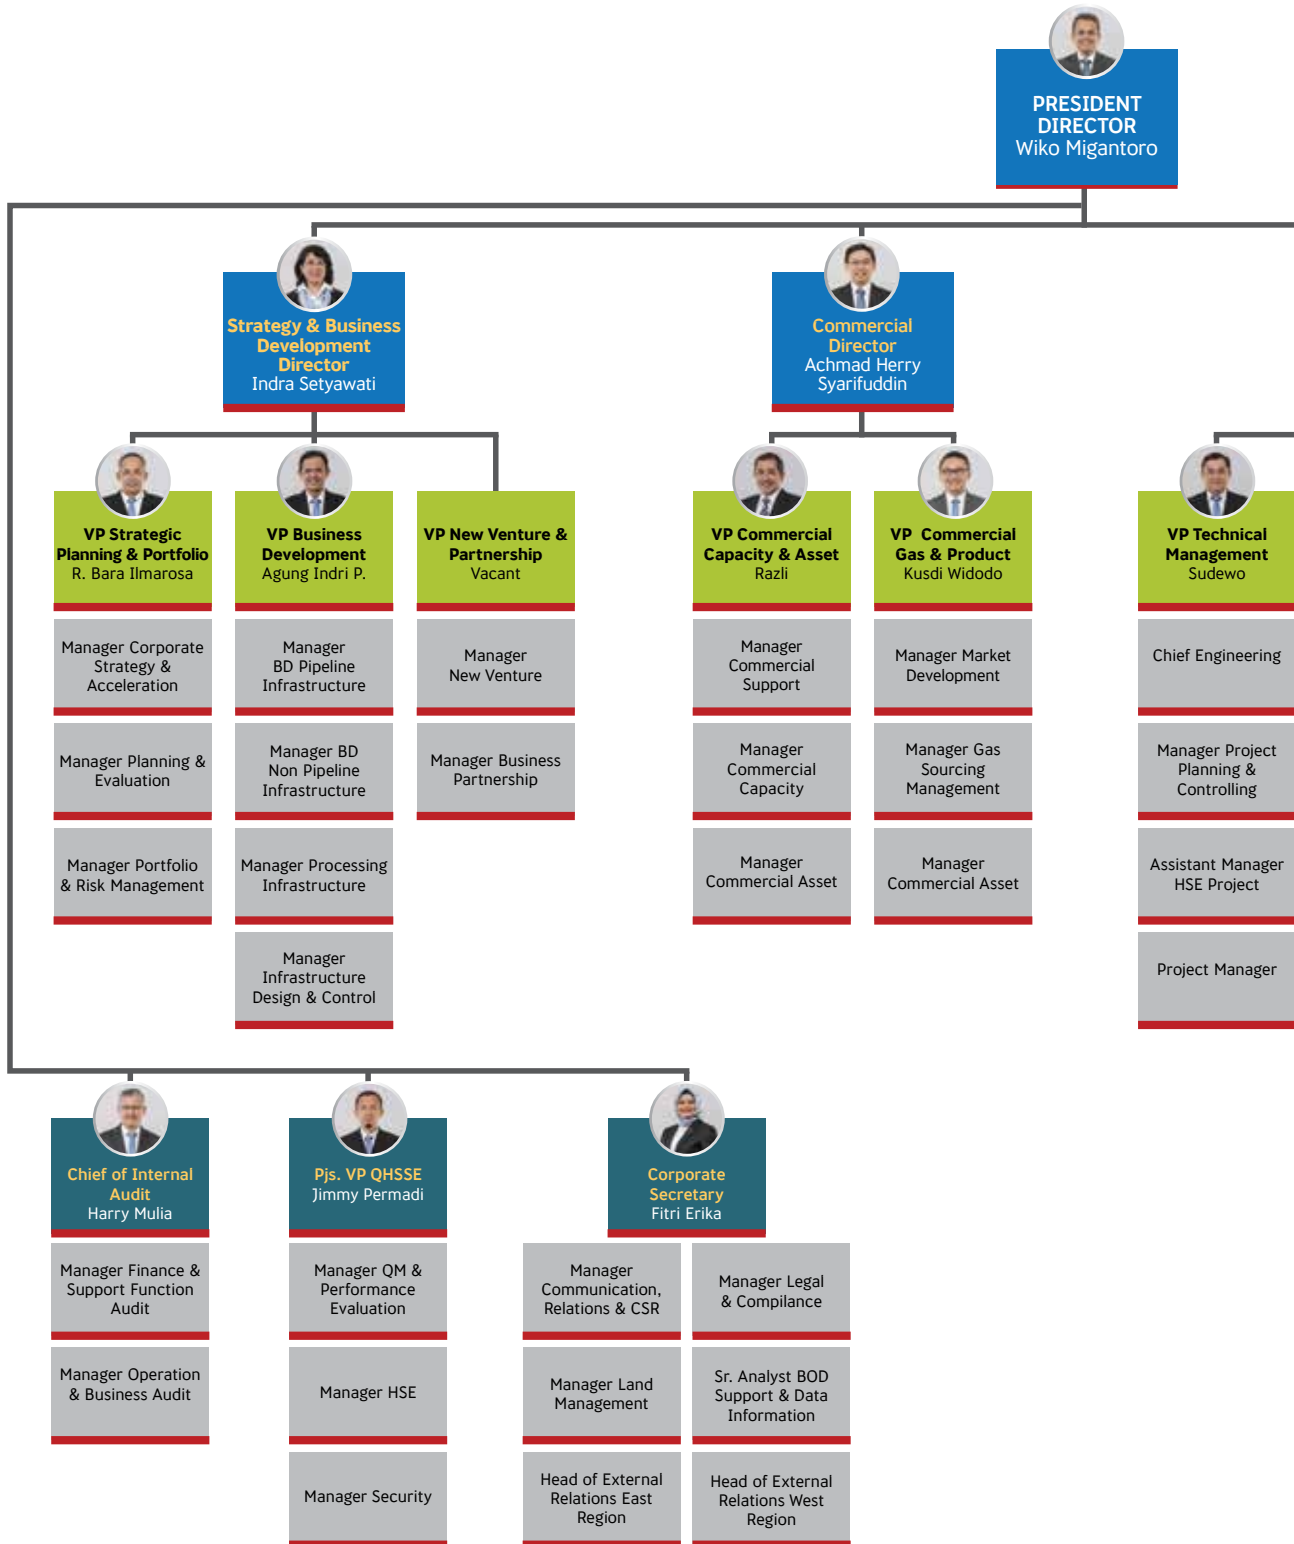 PRESIDENT
DIRECTOR
Wiko Migantoro
Strategy & Business
Development
Director
Indra Setyawati
Commercial
Director
Achmad Herry
Syarifuddin
VP Strategic
Planning & Portfolio
R. Bara Ilmarosa
VP Business
Development
Agung Indri P.
VP New Venture &
Partnership
Vacant
VP Commercial
Capacity & Asset
Razli
VP Commercial
Gas & Product
Kusdi Widodo
VP Technical
Management
Sudewo
Manager Corporate
Strategy &
Acceleration
Manager
BD Pipeline
Infrastructure
Manager
New Venture
Manager
Commercial
Support
Manager Market
Development
Chief Engineering
Manager Planning &
Evaluation
Manager BD
Non Pipeline
Infrastructure
Manager Business
Partnership
Manager
Commercial
Capacity
Manager Gas
Sourcing
Management
Manager Project
Planning &
Controlling
Manager Portfolio
& Risk Management
Manager Processing
Infrastructure
Manager
Commercial Asset
Manager
Commercial Asset
Assistant Manager
HSE Project
Manager
Infrastructure
Design & Control
Project Manager
Chief of Internal
Audit
Harry Mulia
Pjs. VP QHSSE
Jimmy Permadi
Corporate
Secretary
Fitri Erika
Manager Finance &
Support Function
Audit
Manager QM &
Performance
Evaluation
Manager
Communication,
Relations & CSR
Manager Legal
& Compilance
Manager Operation
& Business Audit
Manager HSE
Manager Land
Management
Sr. Analyst BOD
Support & Data
Information
Manager Security
Head of External
Relations East
Region
Head of External
Relations West
Region